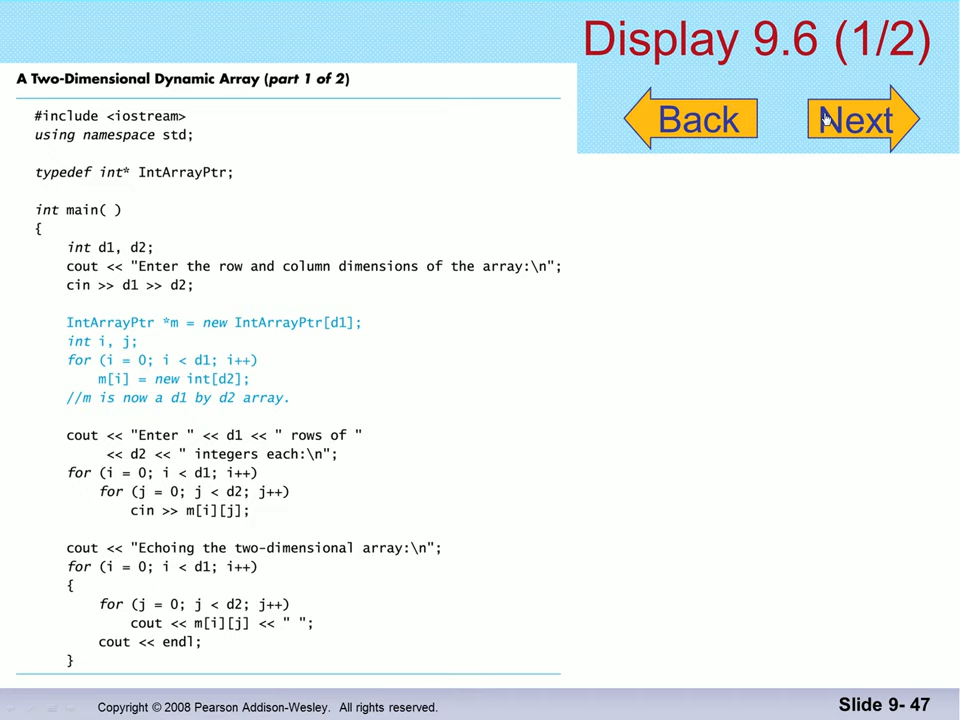 Display 9.6 (1/2)
Back
Next
A Two-Dimensional Dynamic Array (part 1 of 2)
#include <iostream>
using namespace std;
typedef int* IntArrayPtr;
int main( )
{
int d1, d2;
cout << "Enter the row and column dimensions of the array:\n";
cin >> d1 >> d2;
IntArrayPtr *m = new IntArrayPtr[d1];
int i, j;
for (i = 0; i < d1; i++)
m[i] = new int[d2];
//m is now a d1 by d2 array.
cout << "Enter " << d1 << " rows of "
<< d2 << " integers each:\n";
for (i = 0; i < d1; i++)
for (j = 0; j < d2; j++)
cin >> m[i][j];
cout << "Echoing the two-dimensional array:\n";
for (i = 0; i < d1; i++)
{
for (j = 0; j < d2; j++)
cout << m[i][j] << " ";
cout << endl;
}
Copyright © 2008 Pearson Addison-Wesley. All rights reserved.
Slide 9- 47